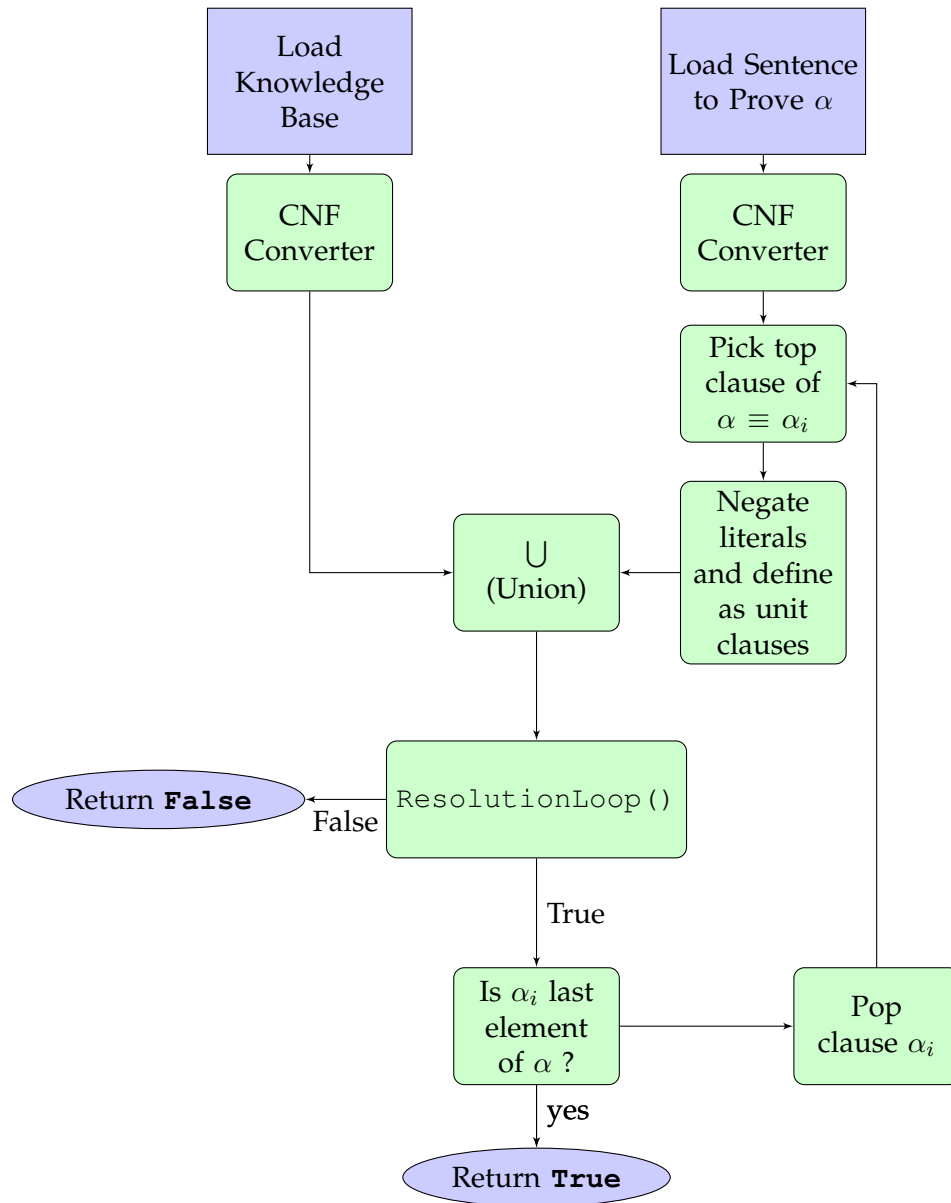 Load
Knowledge
Base
Load Sentence
to Prove α
CNF
Converter
CNF
Converter
Pick top
clause of
α ≡ αᵢ
Negate
literals
and define
as unit
clauses
⋃
(Union)
ResolutionLoop()
Return False
False
True
Is αᵢ last
element
of α ?
Pop
clause αᵢ
yes
Return True